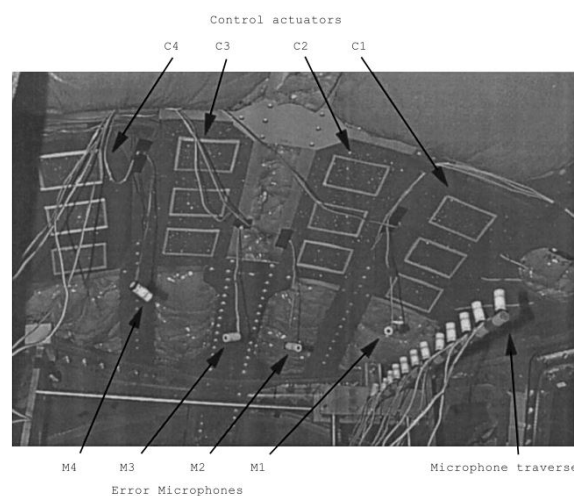 Control actuators
C4 C3 C2 C1
M4 M3 M2 M1 Microphone traverse
Error Microphones